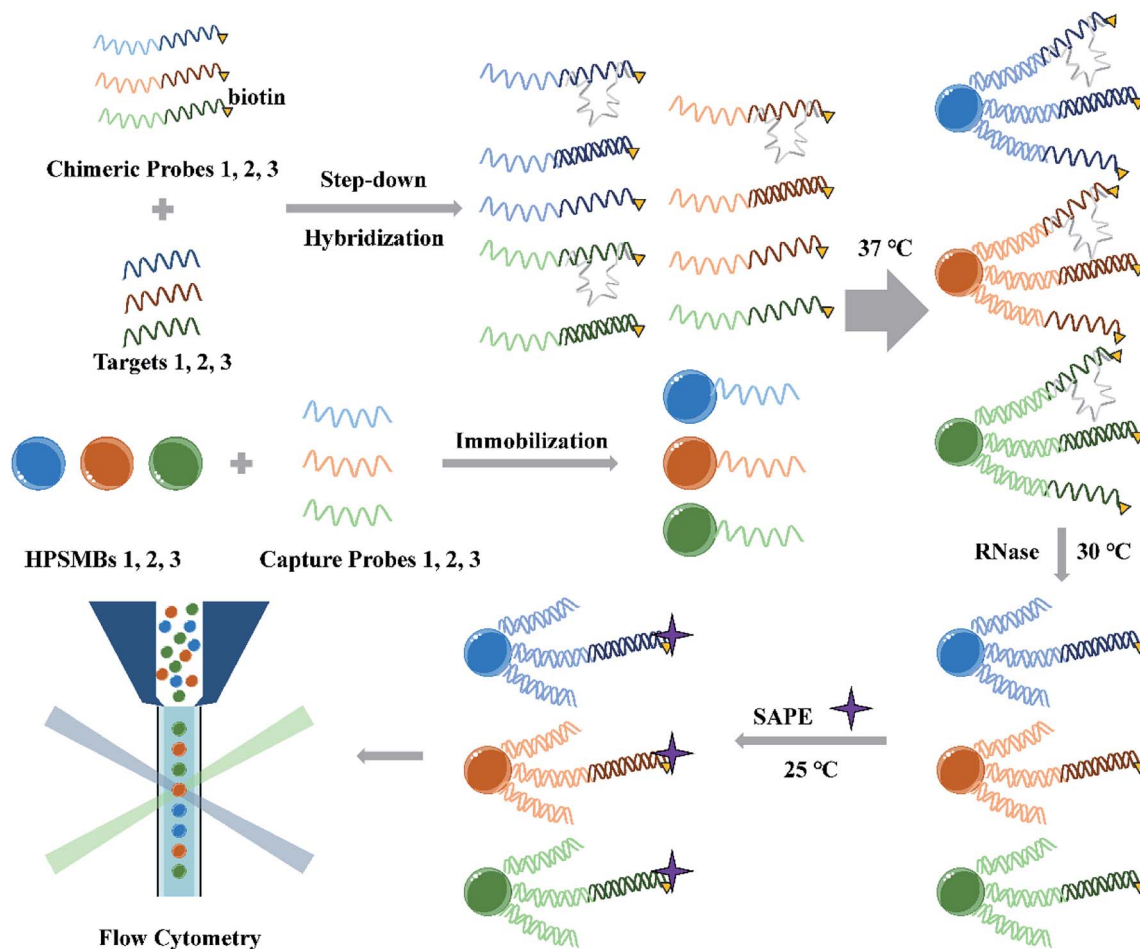 biotin
Chimeric Probes 1, 2, 3
Step-down
Hybridization
Targets 1, 2, 3
37 °C
Immobilization
HPSMBs 1, 2, 3
Capture Probes 1, 2, 3
RNase
30 °C
SAPE
25 °C
Flow Cytometry